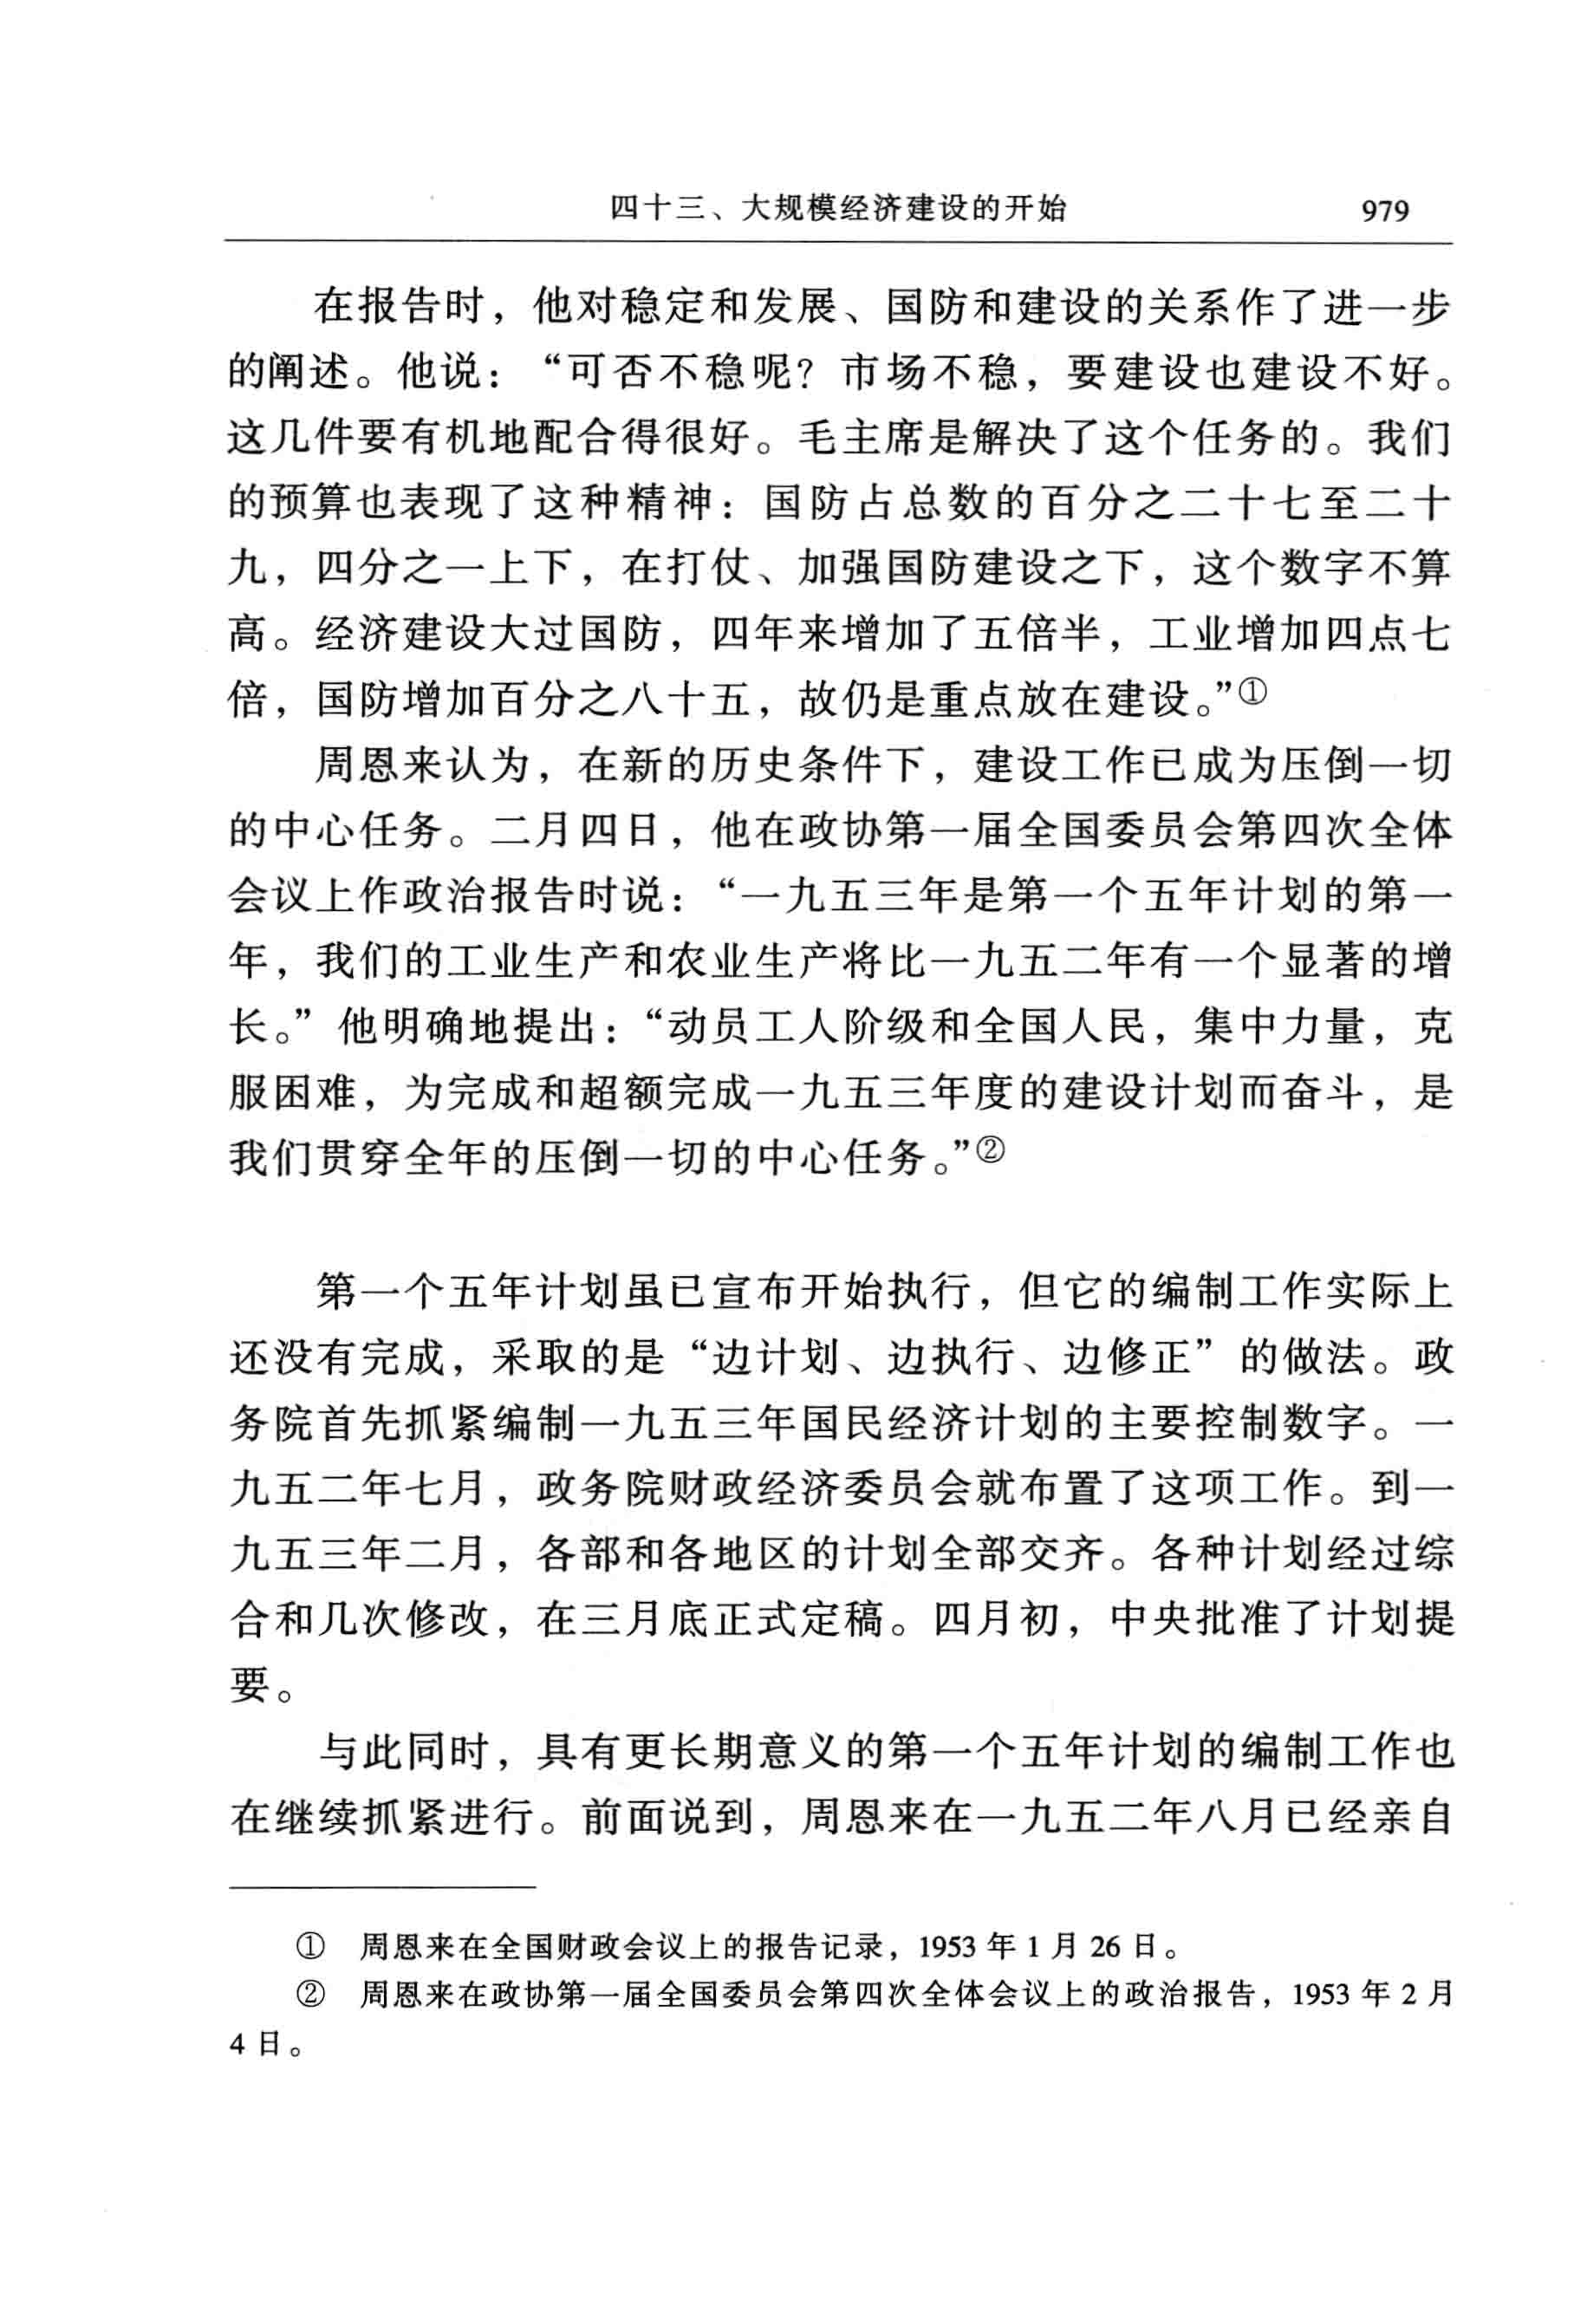 四十三、大规模经济建设的开始 979
在报告时，他对稳定和发展、国防和建设的关系作了进一步
的阐述。他说：“可否不稳呢？市场不稳，要建设也建设不好。
这几件要有机地配合得很好。毛主席是解决了这个任务的。我们
的预算也表现了这种精神：国防占总数的百分之二十七至二十
九，四分之一上下，在打仗、加强国防建设之下，这个数字不算
高。经济建设大过国防，四年来增加了五倍半，工业增加四点七
倍，国防增加百分之八十五，故仍是重点放在建设。”①
周恩来认为，在新的历史条件下，建设工作已成为压倒一切
的中心任务。二月四日，他在政协第一届全国委员会第四次全体
会议上作政治报告时说：“一九五三年是第一个五年计划的第一
年，我们的工业生产和农业生产将比一九五二年有一个显著的增
长。”他明确地提出：“动员工人阶级和全国人民，集中力量，克
服困难，为完成和超额完成一九五三年度的建设计划而奋斗，是
我们贯穿全年的压倒一切的中心任务。”②
第一个五年计划虽已宣布开始执行，但它的编制工作实际上
还没有完成，采取的是“边计划、边执行、边修正”的做法。政
务院首先抓紧编制一九五三年国民经济计划的主要控制数字。一
九五二年七月，政务院财政经济委员会就布置了这项工作。到一
九五三年二月，各部和各地区的计划全部交齐。各种计划经过综
合和几次修改，在三月底正式定稿。四月初，中央批准了计划提
要。
与此同时，具有更长期意义的第一个五年计划的编制工作也
在继续抓紧进行。前面说到，周恩来在一九五二年八月已经亲自
① 周恩来在全国财政会议上的报告记录，1953 年 1 月 26 日。
② 周恩来在政协第一届全国委员会第四次全体会议上的政治报告，1953 年 2 月
4 日。